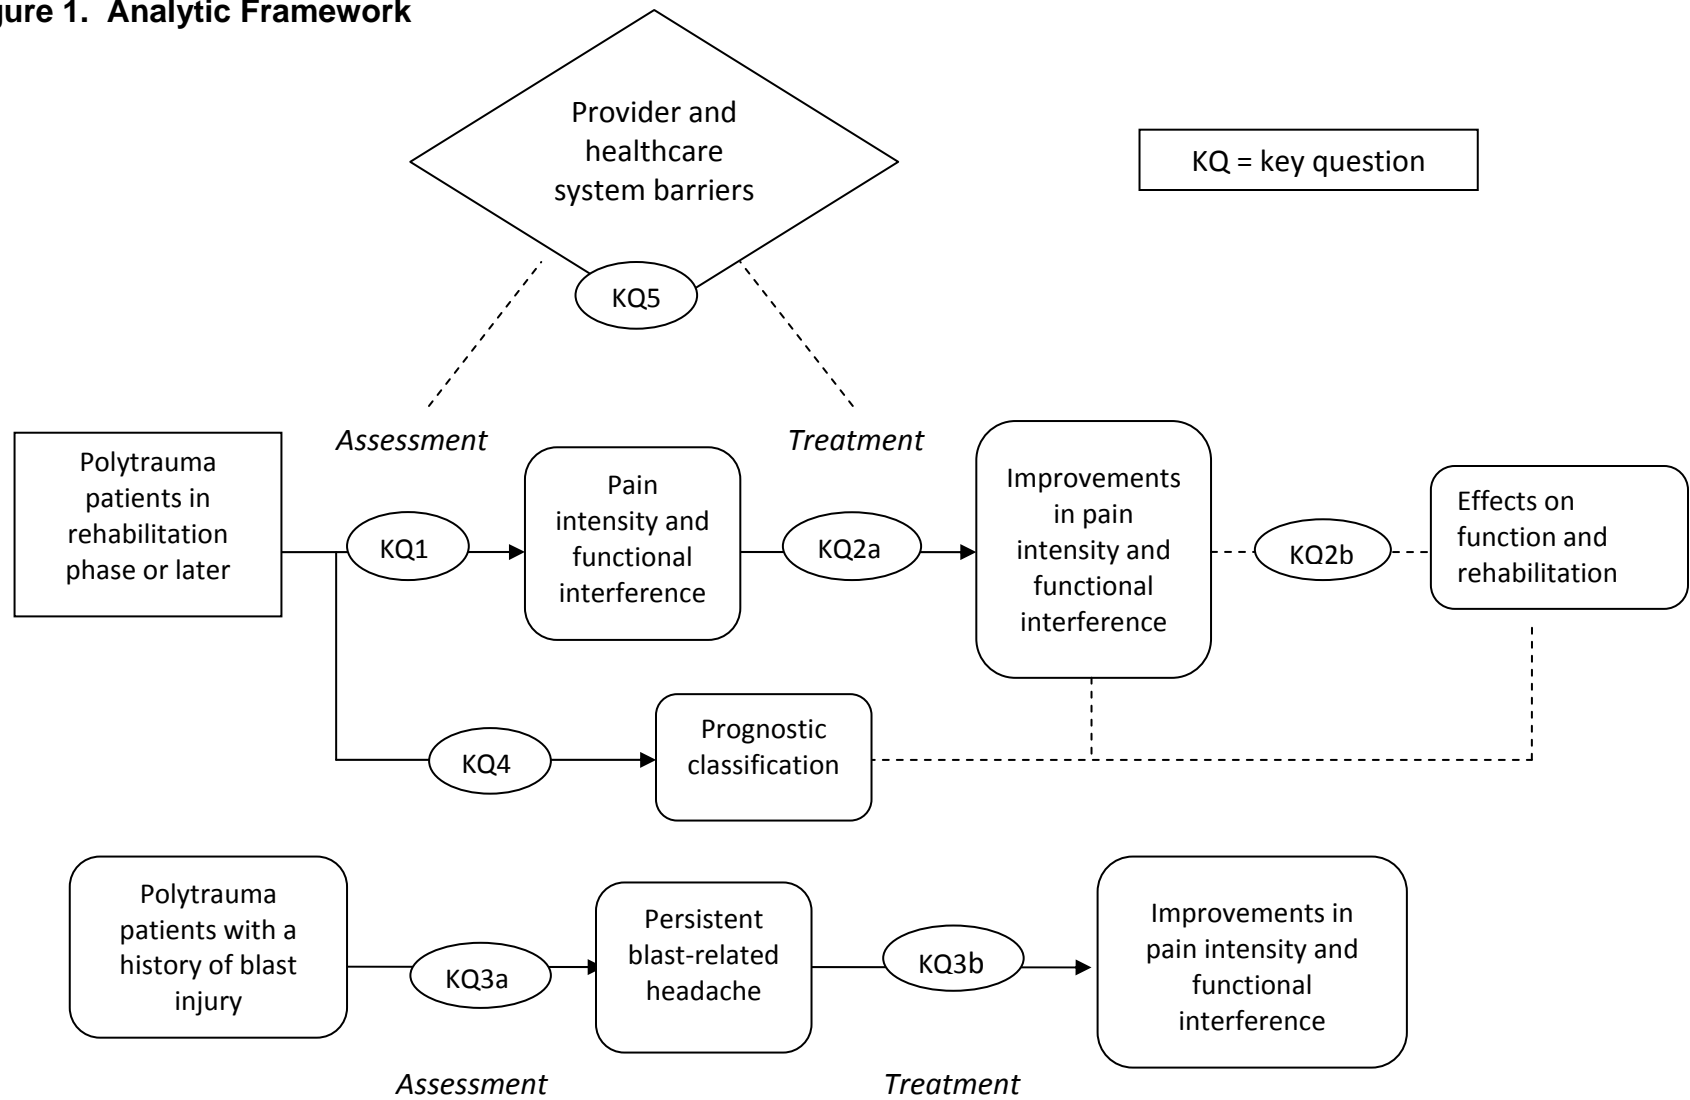 gure 1.  Analytic Framework
Provider and
healthcare
system barriers
KQ = key question
KQ5
Assessment
Treatment
Polytrauma
patients in
rehabilitation
phase or later
KQ1
Pain
intensity and
functional
interference
KQ2a
Improvements
in pain
intensity and
functional
interference
KQ2b
Effects on
function and
rehabilitation
KQ4
Prognostic
classification
Polytrauma
patients with a
history of blast
injury
KQ3a
Persistent
blast-related
headache
KQ3b
Improvements in
pain intensity and
functional
interference
Assessment
Treatment